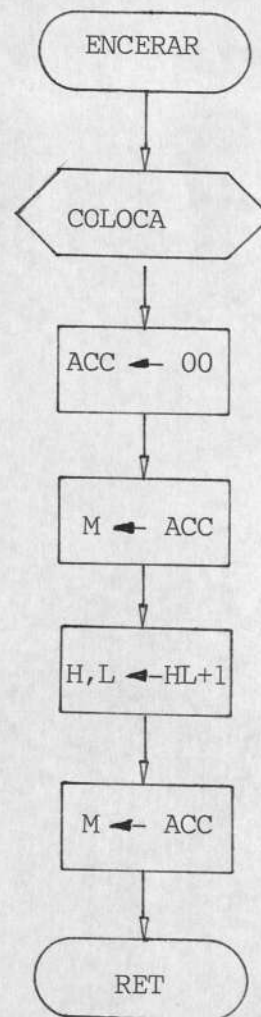 ENCERAR
COLOCA
ACC ← 00
M ← ACC
H,L ← HL+1
M ← ACC
RET